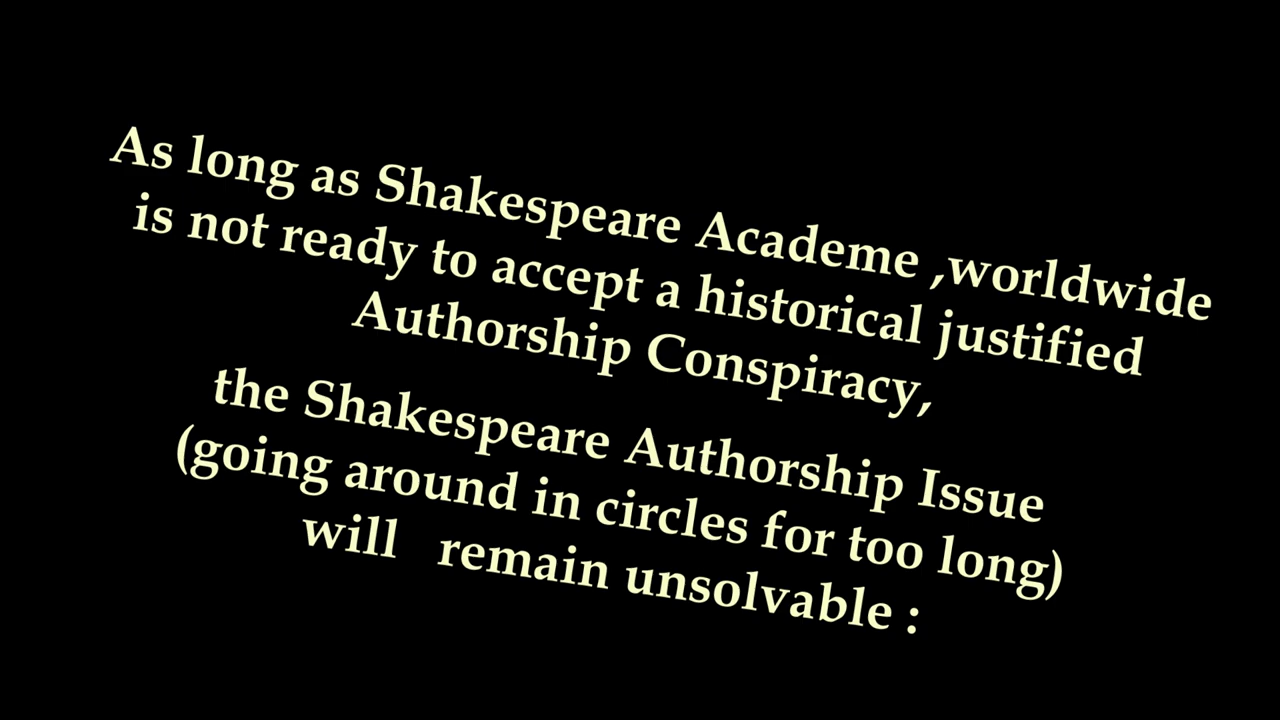 As long as Shakespeare Academe ,worldwide
is not ready to accept a historical justified
Authorship Conspiracy,
the Shakespeare Authorship Issue
(going around in circles for too long)
will remain unsolvable :